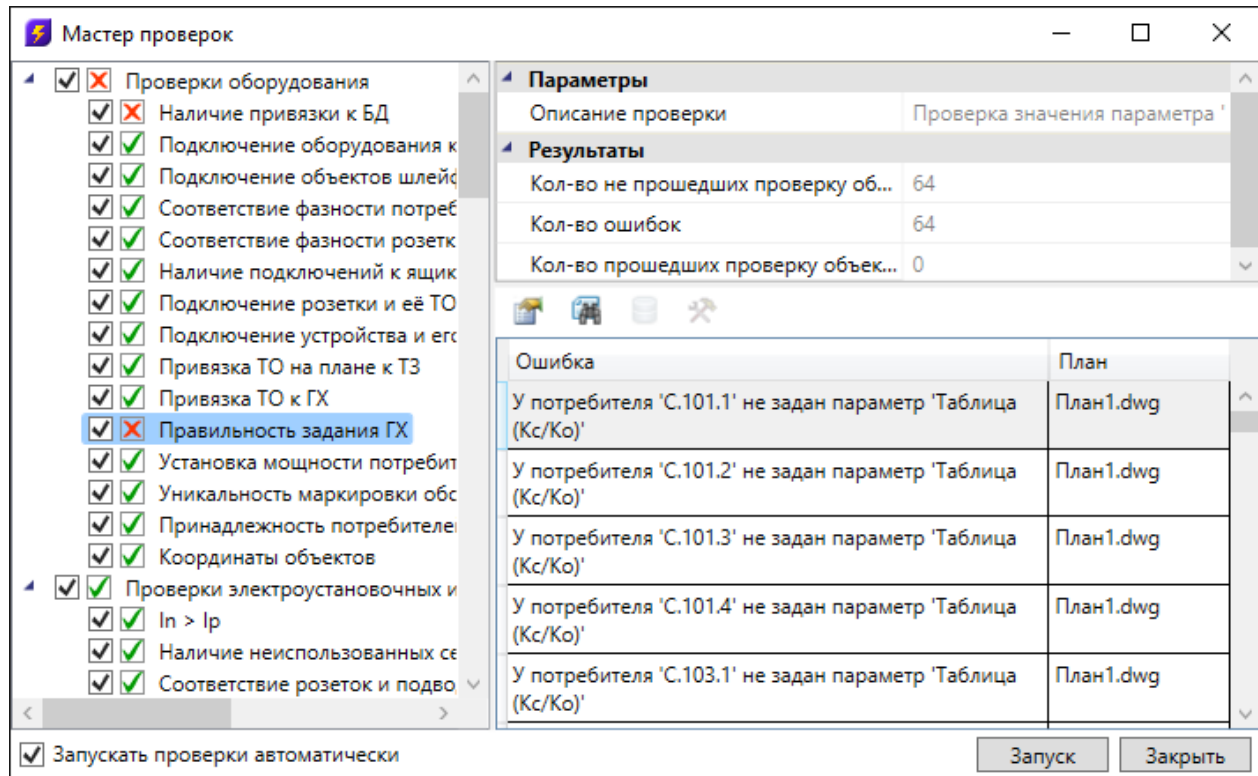 Мастер проверок
Проверки оборудования
Наличие привязки к БД
Подключение оборудования к
Подключение объектов шлейф
Соответствие фазности потреб
Соответствие фазности розетк
Наличие подключений к ящик
Подключение розетки и её ТО
Подключение устройства и его
Привязка ТО на плане к ТЗ
Привязка ТО к ГХ
Правильность задания ГХ
Установка мощности потребит
Уникальность маркировки обо
Принадлежность потребителе
Координаты объектов
Проверки электроустановочных и
In > Ip
Наличие неиспользованных се
Соответствие розеток и подво
Параметры
Описание проверки Проверка значения параметра '
Результаты
Кол-во не прошедших проверку об... 64
Кол-во ошибок 64
Кол-во прошедших проверку объек... 0
Ошибка План
У потребителя 'С.101.1' не задан параметр 'Таблица План1.dwg
(Кс/Ко)'
У потребителя 'С.101.2' не задан параметр 'Таблица План1.dwg
(Кс/Ко)'
У потребителя 'С.101.3' не задан параметр 'Таблица План1.dwg
(Кс/Ко)'
У потребителя 'С.101.4' не задан параметр 'Таблица План1.dwg
(Кс/Ко)'
У потребителя 'С.103.1' не задан параметр 'Таблица План1.dwg
(Кс/Ко)'
Запускать проверки автоматически
Запуск Закрыть